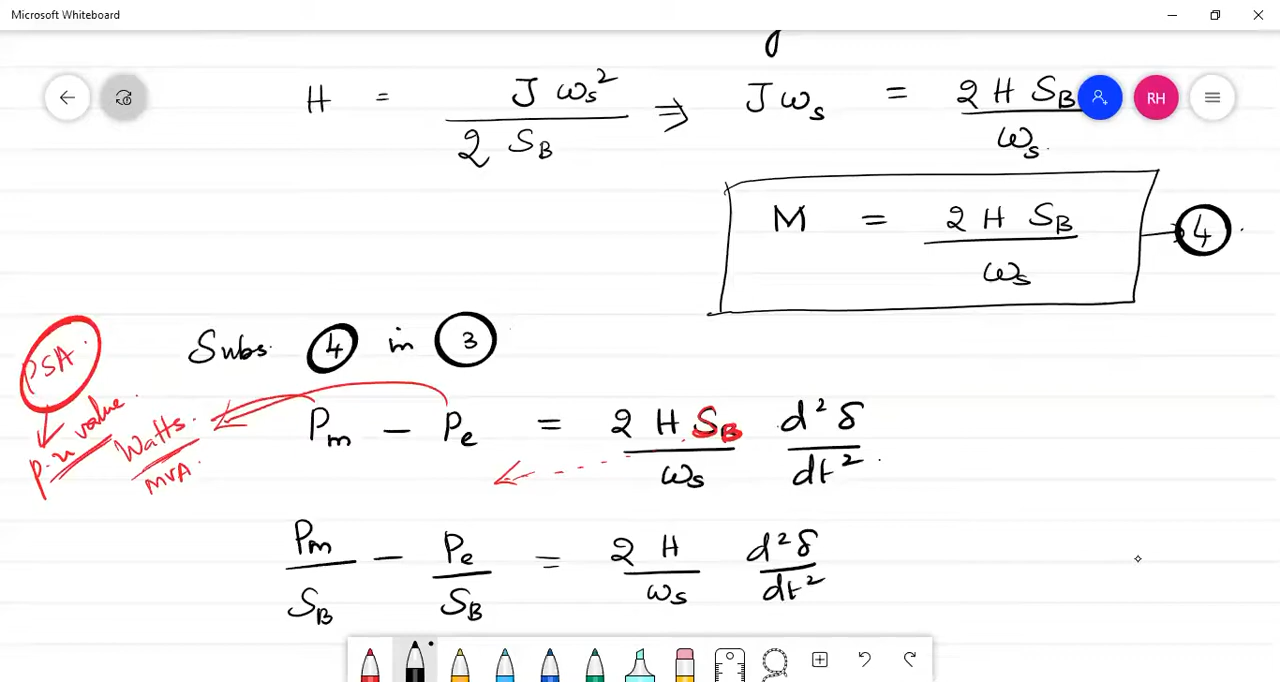 Microsoft Whiteboard
H = J ωs² / 2 SB ⇒ J ωs = 2 H SB / ωs
RH
M = 2 H SB / ωs
4
PSA
Subs. 4 in 3
p.u value.
Watts.
MVA.
Pm − Pe = 2 H SB / ωs d²δ / dt²
Pm / SB − Pe / SB = 2 H / ωs d²δ / dt²